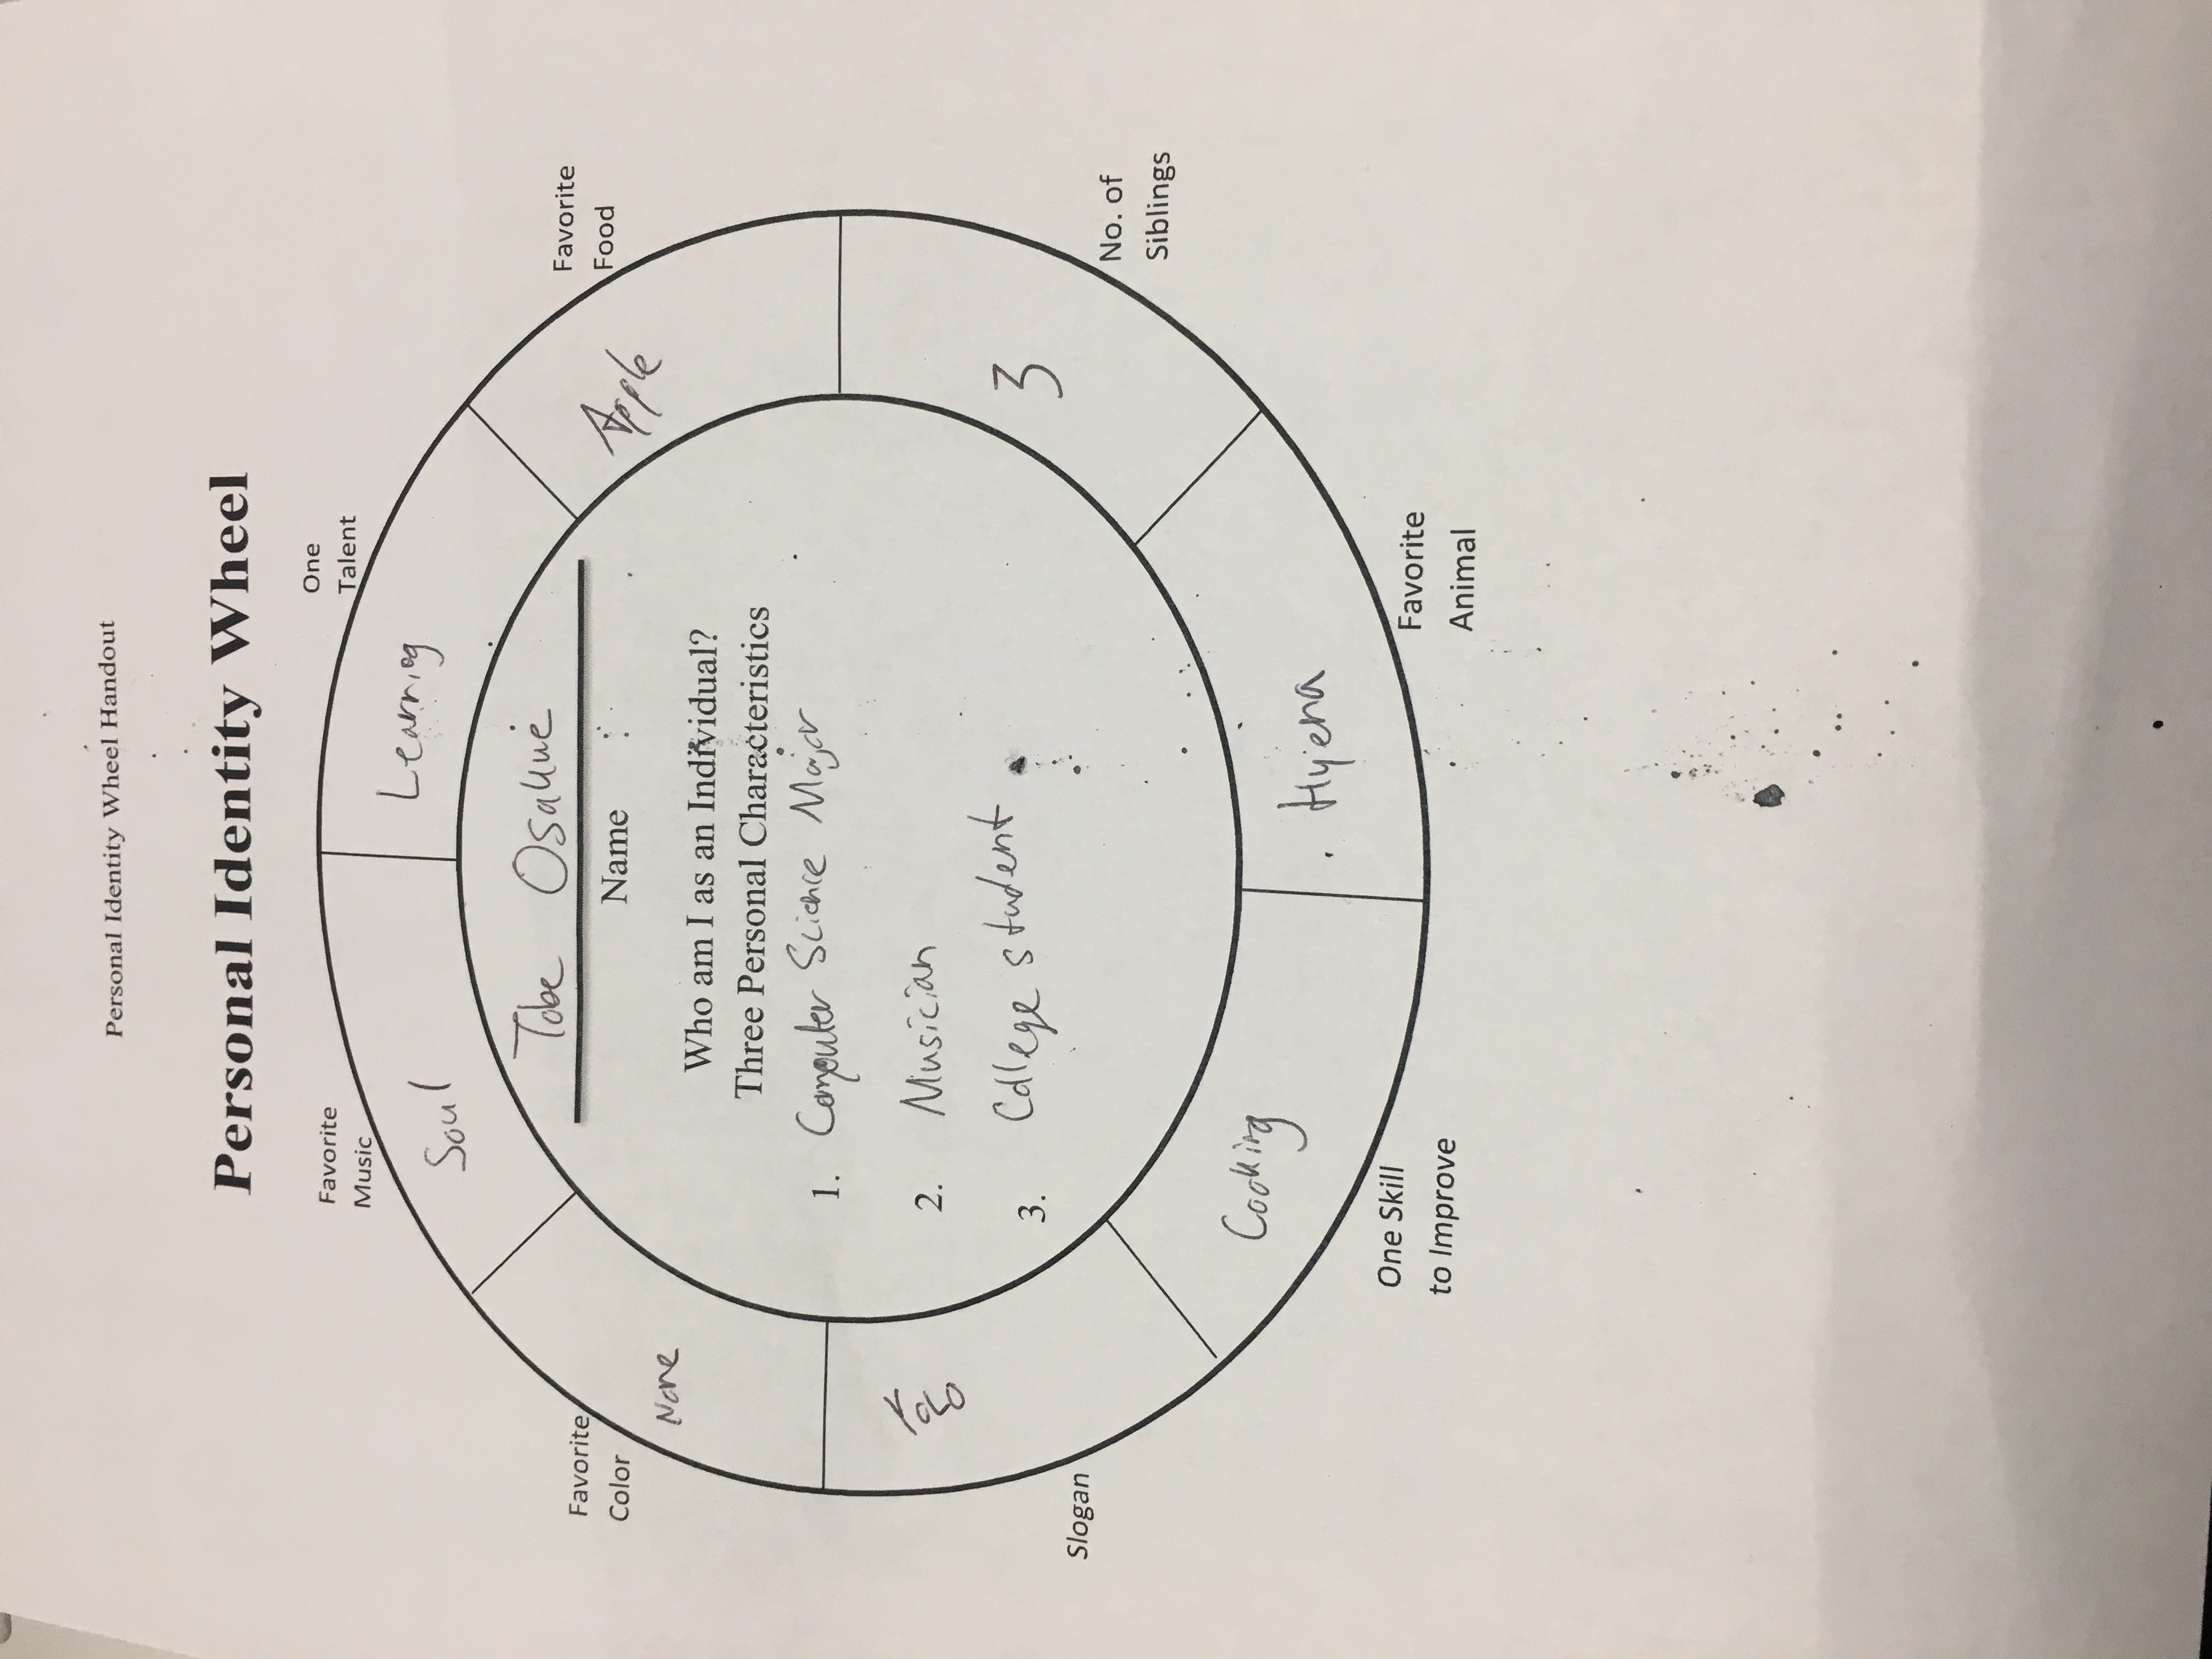 Personal Identity Wheel Handout
Personal Identity Wheel
One
Talent
Learning
Favorite
Food
Apple
No. of
Siblings
3
Favorite
Animal
Hyena
One Skill
to Improve
Cooking
Slogan
Favorite
Color
None
Favorite
Music
Soul
Tobe
Name
Who am I as an Individual?
Three Personal Characteristics
1. Computer Science Major
2. Musician
3. College student